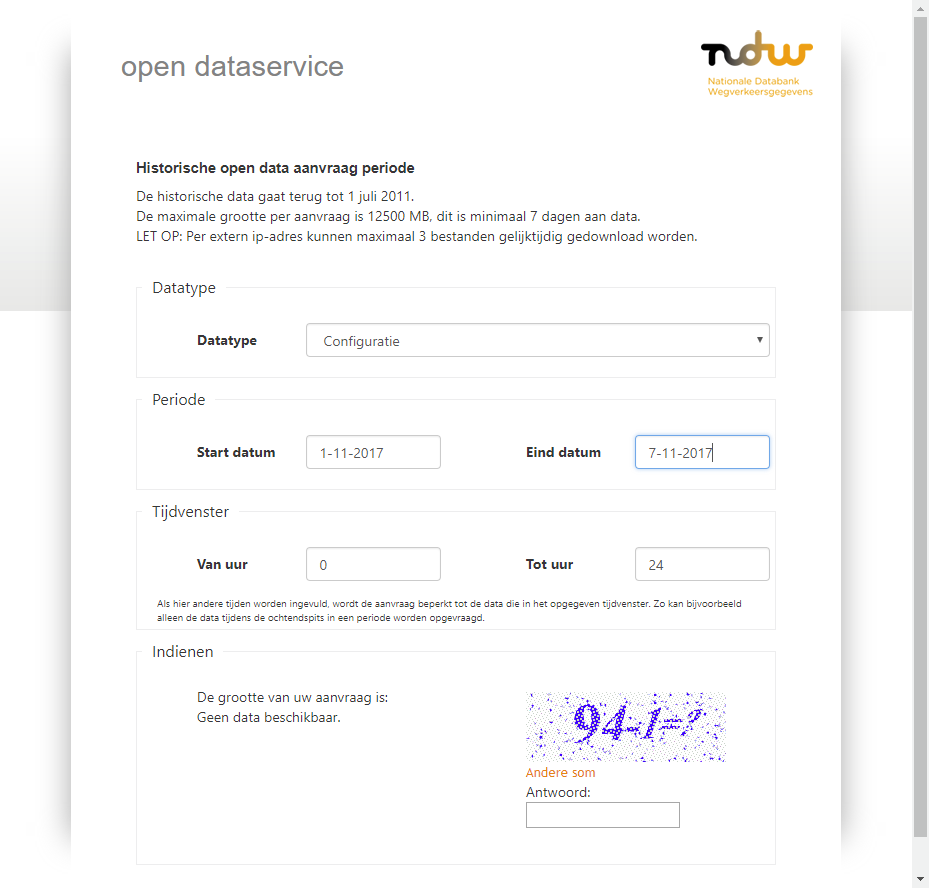 open dataservice
ndw
Nationale Databank
Wegverkeersgegevens
Historische open data aanvraag periode
De historische data gaat terug tot 1 juli 2011.
De maximale grootte per aanvraag is 12500 MB, dit is minimaal 7 dagen aan data.
LET OP: Per extern ip-adres kunnen maximaal 3 bestanden gelijktijdig gedownload worden.
Datatype
Datatype Configuratie
Periode
Start datum 1-11-2017 Eind datum 7-11-2017
Tijdvenster
Van uur 0 Tot uur 24
Als hier andere tijden worden ingevuld, wordt de aanvraag beperkt tot de data die in het opgegeven tijdvenster. Zo kan bijvoorbeeld
alleen de data tijdens de ochtendspits in een periode worden opgevraagd.
Indienen
De grootte van uw aanvraag is:
Geen data beschikbaar.
Andere som
Antwoord: